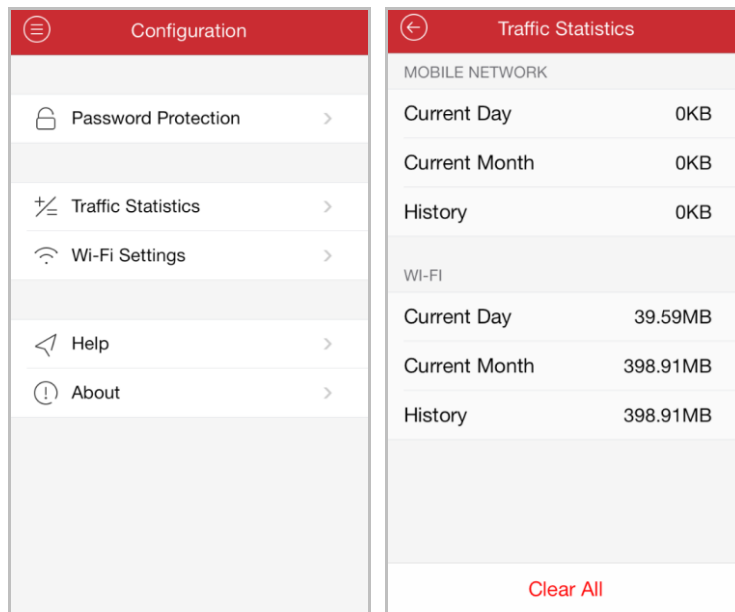 Configuration
Password Protection
Traffic Statistics
Wi-Fi Settings
Help
About
Traffic Statistics
MOBILE NETWORK
Current Day 0KB
Current Month 0KB
History 0KB
WI-FI
Current Day 39.59MB
Current Month 398.91MB
History 398.91MB
Clear All